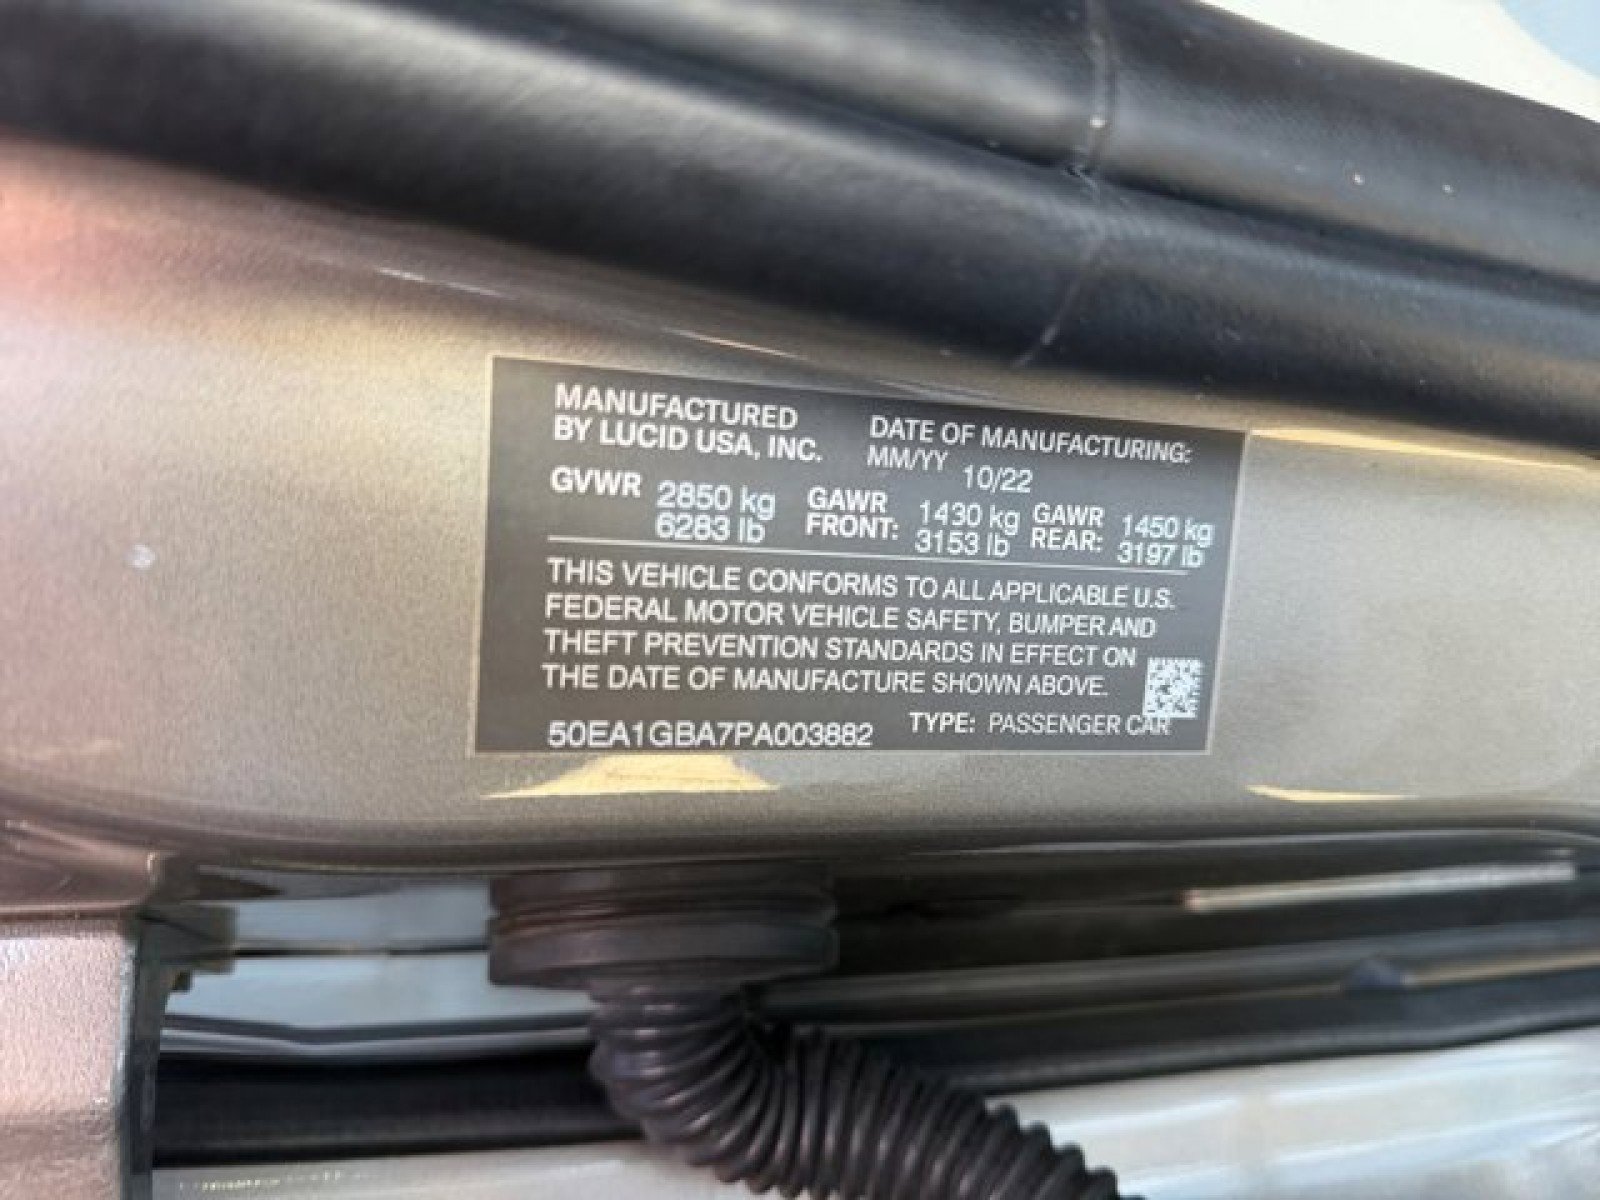 MANUFACTURED
BY LUCID USA, INC.
DATE OF MANUFACTURING:
MM/YY 10/22
GVWR 2850 kg
6283 lb
GAWR
FRONT: 1430 kg
3153 lb
GAWR
REAR: 1450 kg
3197 lb
THIS VEHICLE CONFORMS TO ALL APPLICABLE U.S.
FEDERAL MOTOR VEHICLE SAFETY, BUMPER AND
THEFT PREVENTION STANDARDS IN EFFECT ON
THE DATE OF MANUFACTURE SHOWN ABOVE.
50EA1GBA7PA003882 TYPE: PASSENGER CAR